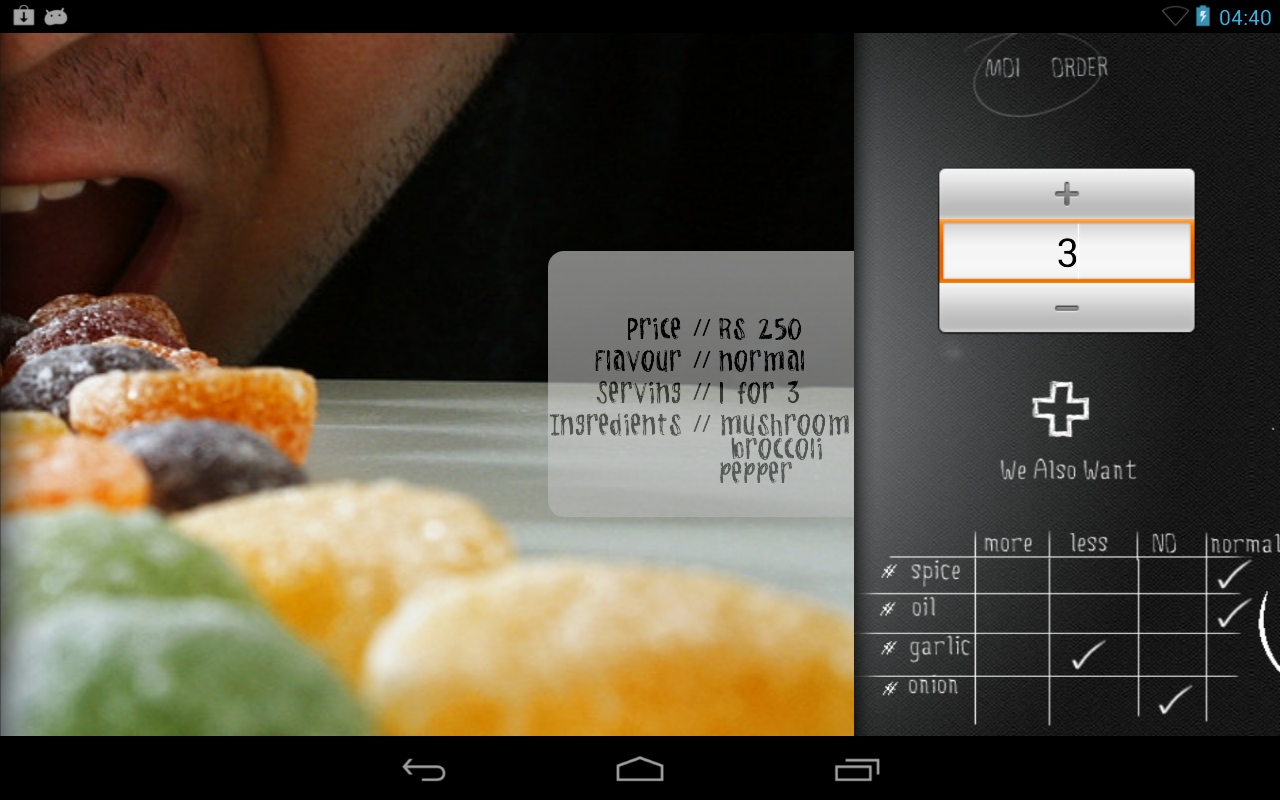 04:40
MDI ORDER
3
Price // RS 250
Flavour // normal
Serving // 1 for 3
Ingredients // mushroom
broccoli
pepper
We Also Want
more less NO normal
# spice
# oil
# garlic
# onion